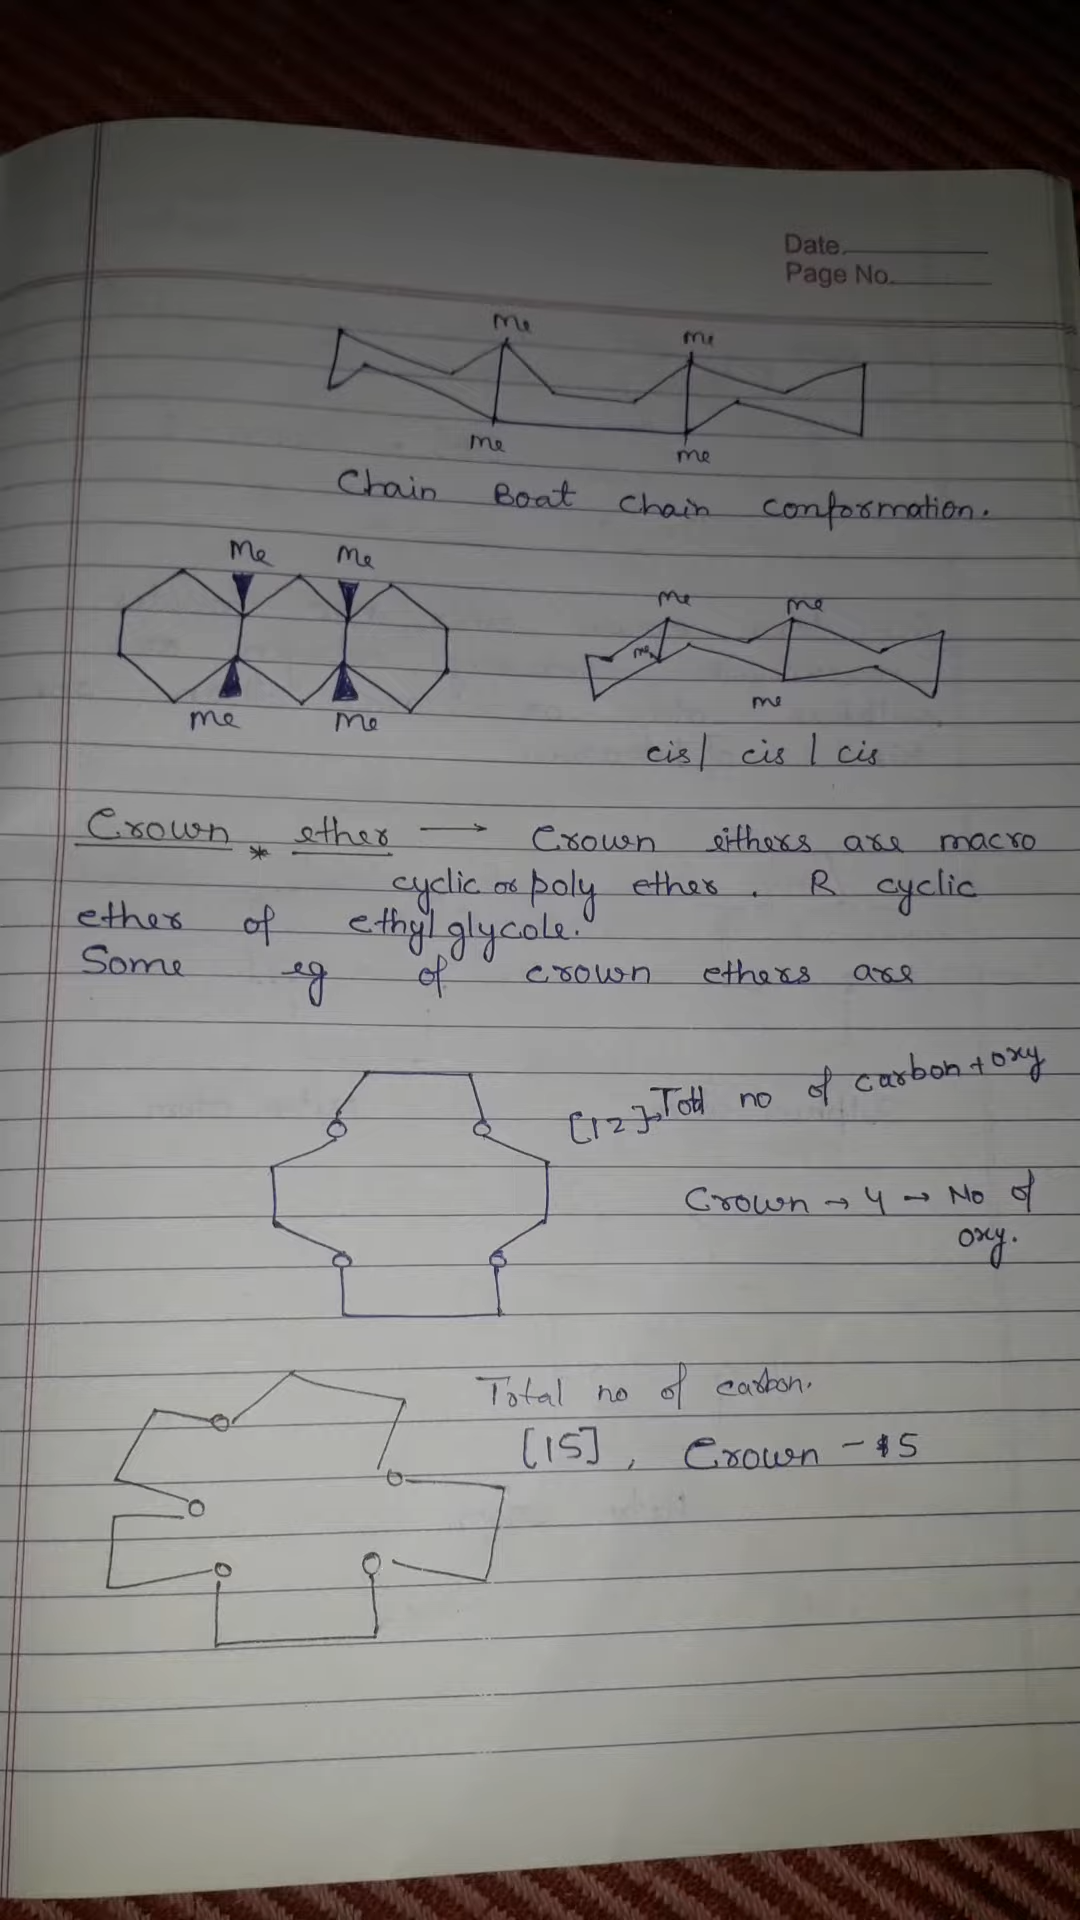 Date.
Page No.
Me Me
Me Me
Chain Boat Chain conformation.
Me Me
Me Me
Me Me
Me
Me
cis| cis | cis
Crown ether → Crown eithers are macro
*
cyclic or poly ether. R cyclic
ether of ethyl glycole.
Some eg of crown ethers are
[12]→Total no of carbon + oxy
Crown → 4 → No of
oxy.
Total no of carbon.
[15], Crown - 5